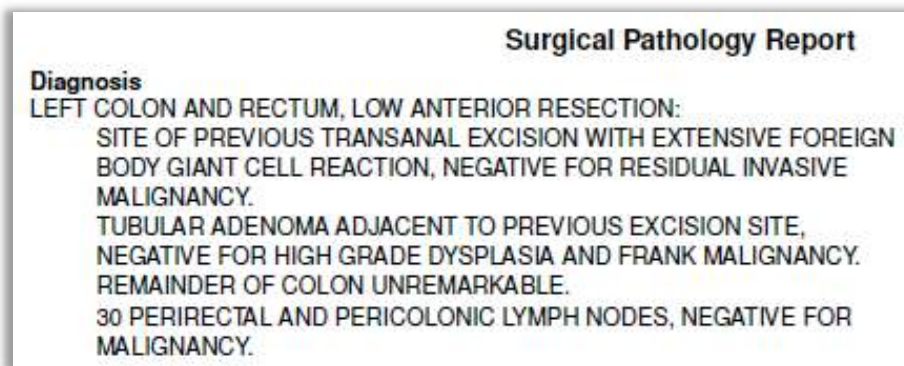 Surgical Pathology Report
Diagnosis
LEFT COLON AND RECTUM, LOW ANTERIOR RESECTION:
SITE OF PREVIOUS TRANSANAL EXCISION WITH EXTENSIVE FOREIGN
BODY GIANT CELL REACTION, NEGATIVE FOR RESIDUAL INVASIVE
MALIGNANCY.
TUBULAR ADENOMA ADJACENT TO PREVIOUS EXCISION SITE,
NEGATIVE FOR HIGH GRADE DYSPLASIA AND FRANK MALIGNANCY.
REMAINDER OF COLON UNREMARKABLE.
30 PERIRECTAL AND PERICOLONIC LYMPH NODES, NEGATIVE FOR
MALIGNANCY.